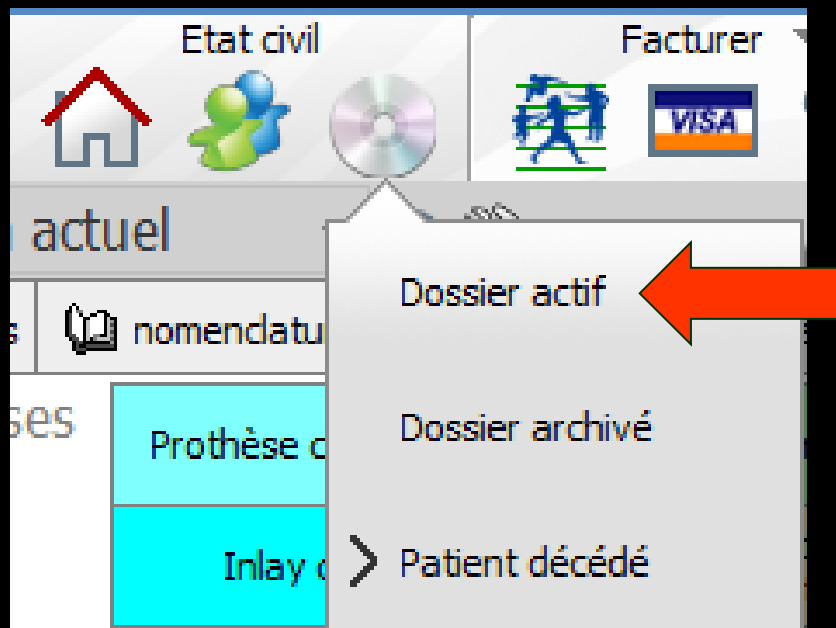 Etat civil
Facturer
VISA
actuel
Dossier actif
nomenclatu
ses
Prothèse c
Dossier archivé
Inlay c
Patient décédé